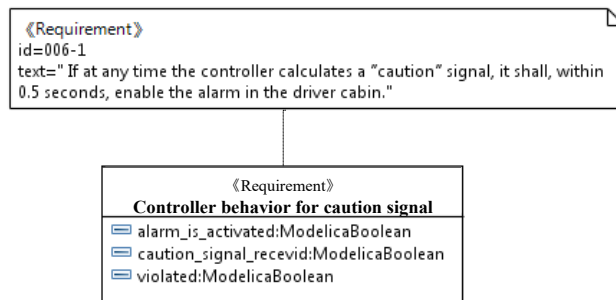 《Requirement》
id=006-1
text=" If at any time the controller calculates a "caution" signal, it shall, within
0.5 seconds, enable the alarm in the driver cabin."
《Requirement》
Controller behavior for caution signal
alarm_is_activated:ModelicaBoolean
caution_signal_recevid:ModelicaBoolean
violated:ModelicaBoolean